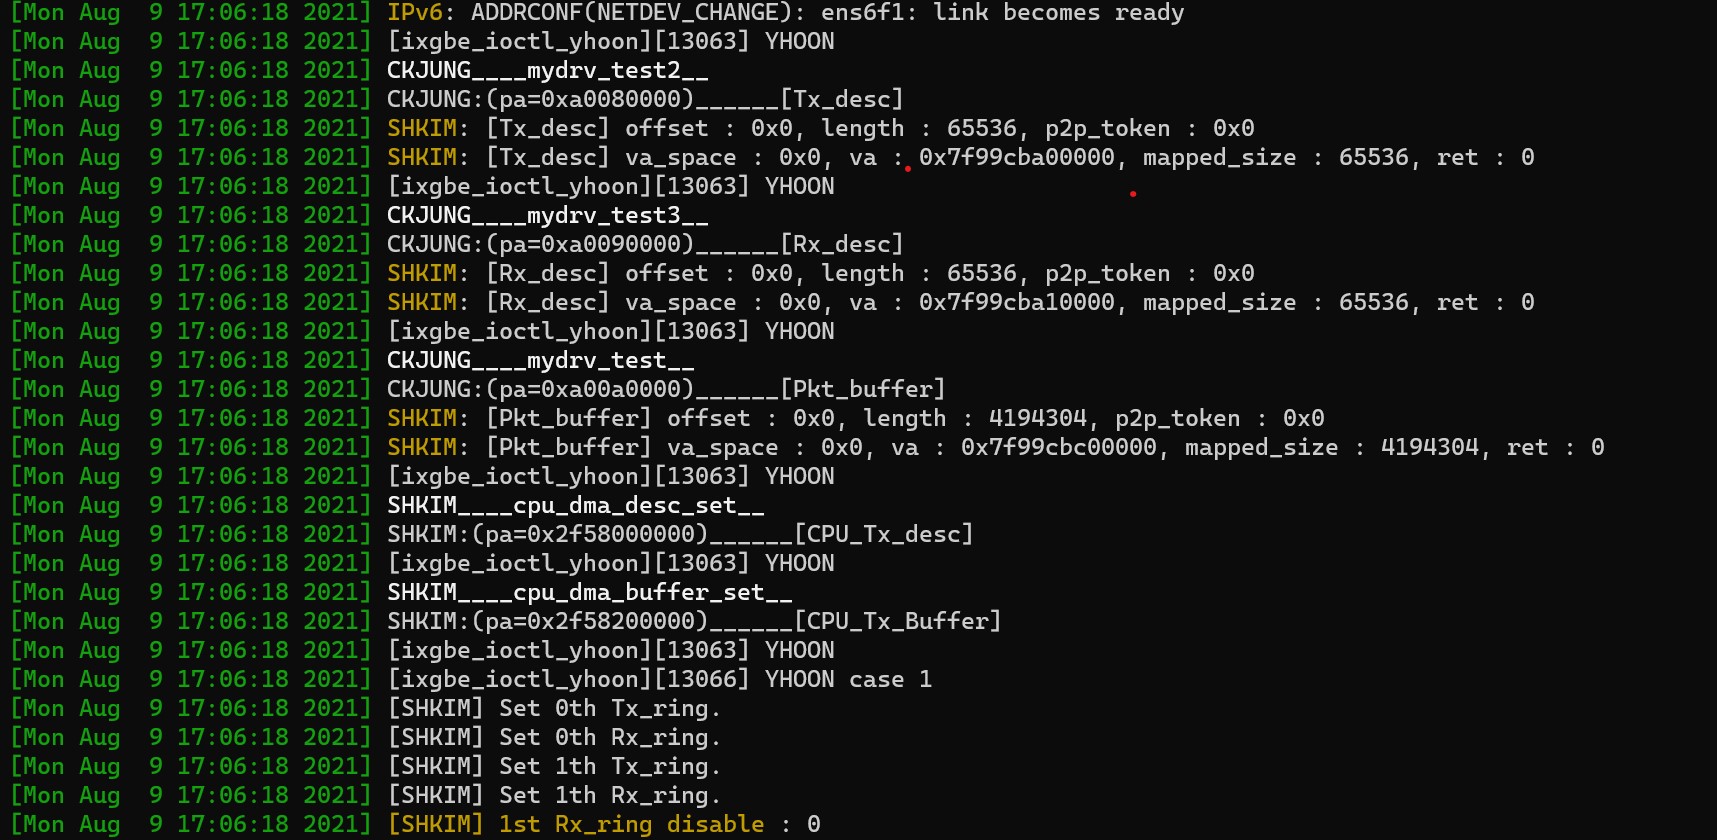 [Mon Aug  9 17:06:18 2021] IPv6: ADDRCONF(NETDEV_CHANGE): ens6f1: link becomes ready
[Mon Aug  9 17:06:18 2021] [ixgbe_ioctl_yhoon][13063] YHOON
[Mon Aug  9 17:06:18 2021] CKJUNG____mydrv_test2__
[Mon Aug  9 17:06:18 2021] CKJUNG:(pa=0xa0080000)______[Tx_desc]
[Mon Aug  9 17:06:18 2021] SHKIM: [Tx_desc] offset : 0x0, length : 65536, p2p_token : 0x0
[Mon Aug  9 17:06:18 2021] SHKIM: [Tx_desc] va_space : 0x0, va : 0x7f99cba00000, mapped_size : 65536, ret : 0
[Mon Aug  9 17:06:18 2021] [ixgbe_ioctl_yhoon][13063] YHOON
[Mon Aug  9 17:06:18 2021] CKJUNG____mydrv_test3__
[Mon Aug  9 17:06:18 2021] CKJUNG:(pa=0xa0090000)______[Rx_desc]
[Mon Aug  9 17:06:18 2021] SHKIM: [Rx_desc] offset : 0x0, length : 65536, p2p_token : 0x0
[Mon Aug  9 17:06:18 2021] SHKIM: [Rx_desc] va_space : 0x0, va : 0x7f99cba10000, mapped_size : 65536, ret : 0
[Mon Aug  9 17:06:18 2021] [ixgbe_ioctl_yhoon][13063] YHOON
[Mon Aug  9 17:06:18 2021] CKJUNG____mydrv_test__
[Mon Aug  9 17:06:18 2021] CKJUNG:(pa=0xa00a0000)______[Pkt_buffer]
[Mon Aug  9 17:06:18 2021] SHKIM: [Pkt_buffer] offset : 0x0, length : 4194304, p2p_token : 0x0
[Mon Aug  9 17:06:18 2021] SHKIM: [Pkt_buffer] va_space : 0x0, va : 0x7f99cbc00000, mapped_size : 4194304, ret : 0
[Mon Aug  9 17:06:18 2021] [ixgbe_ioctl_yhoon][13063] YHOON
[Mon Aug  9 17:06:18 2021] SHKIM____cpu_dma_desc_set__
[Mon Aug  9 17:06:18 2021] SHKIM:(pa=0x2f58000000)______[CPU_Tx_desc]
[Mon Aug  9 17:06:18 2021] [ixgbe_ioctl_yhoon][13063] YHOON
[Mon Aug  9 17:06:18 2021] SHKIM____cpu_dma_buffer_set__
[Mon Aug  9 17:06:18 2021] SHKIM:(pa=0x2f58200000)______[CPU_Tx_Buffer]
[Mon Aug  9 17:06:18 2021] [ixgbe_ioctl_yhoon][13063] YHOON
[Mon Aug  9 17:06:18 2021] [ixgbe_ioctl_yhoon][13066] YHOON case 1
[Mon Aug  9 17:06:18 2021] [SHKIM] Set 0th Tx_ring.
[Mon Aug  9 17:06:18 2021] [SHKIM] Set 0th Rx_ring.
[Mon Aug  9 17:06:18 2021] [SHKIM] Set 1th Tx_ring.
[Mon Aug  9 17:06:18 2021] [SHKIM] Set 1th Rx_ring.
[Mon Aug  9 17:06:18 2021] [SHKIM] 1st Rx_ring disable : 0